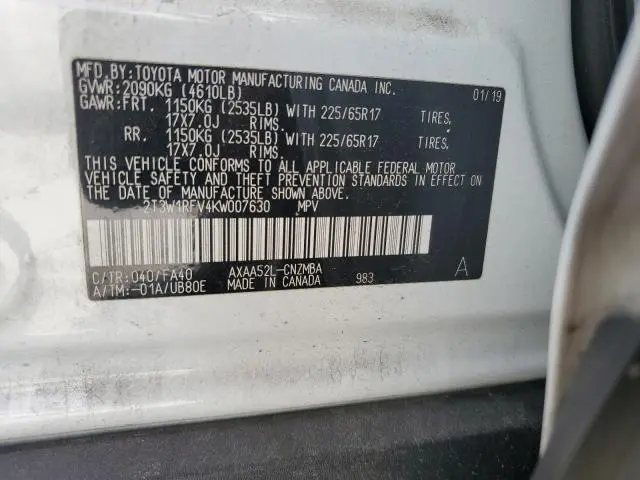 MFD.BY:TOYOTA MOTOR MANUFACTURING CANADA INC.
GVWR:2090KG (4610LB) 01/19
GAWR:FRT. 1150KG (2535LB) WITH 225/65R17 TIRES,
17X7.0J RIMS.
RR. 1150KG (2535LB) WITH 225/65R17 TIRES,
17X7.0J RIMS.
THIS VEHICLE CONFORMS TO ALL APPLICABLE FEDERAL MOTOR
VEHICLE SAFETY AND THEFT PREVENTION STANDARDS IN EFFECT ON
THE DATE OF MANUFACTURE SHOWN ABOVE.
2T3W1RFV4KW007630 MPV
C/TR:040/FA40 AXAA52L-CNZMBA A
A/TM:-01A/UB80E MADE IN CANADA 983